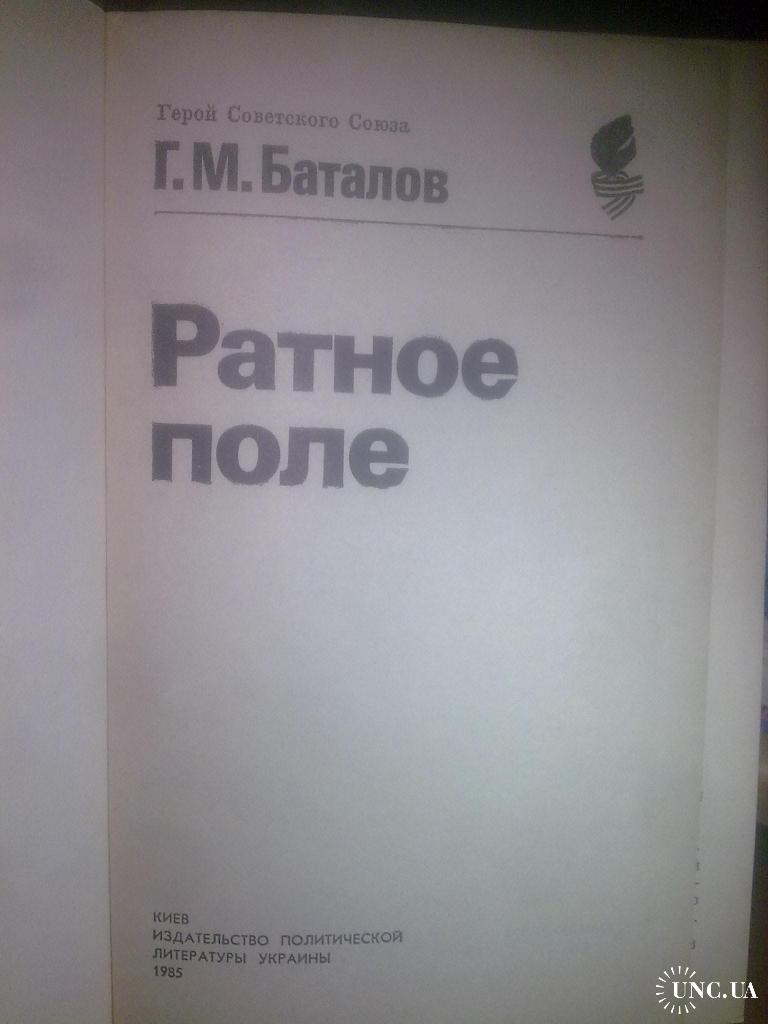 Герой Советского Союза
Г.М.Баталов
Ратное
поле
КИЕВ
ИЗДАТЕЛЬСТВО ПОЛИТИЧЕСКОЙ
ЛИТЕРАТУРЫ УКРАИНЫ
1985
UNC.UA